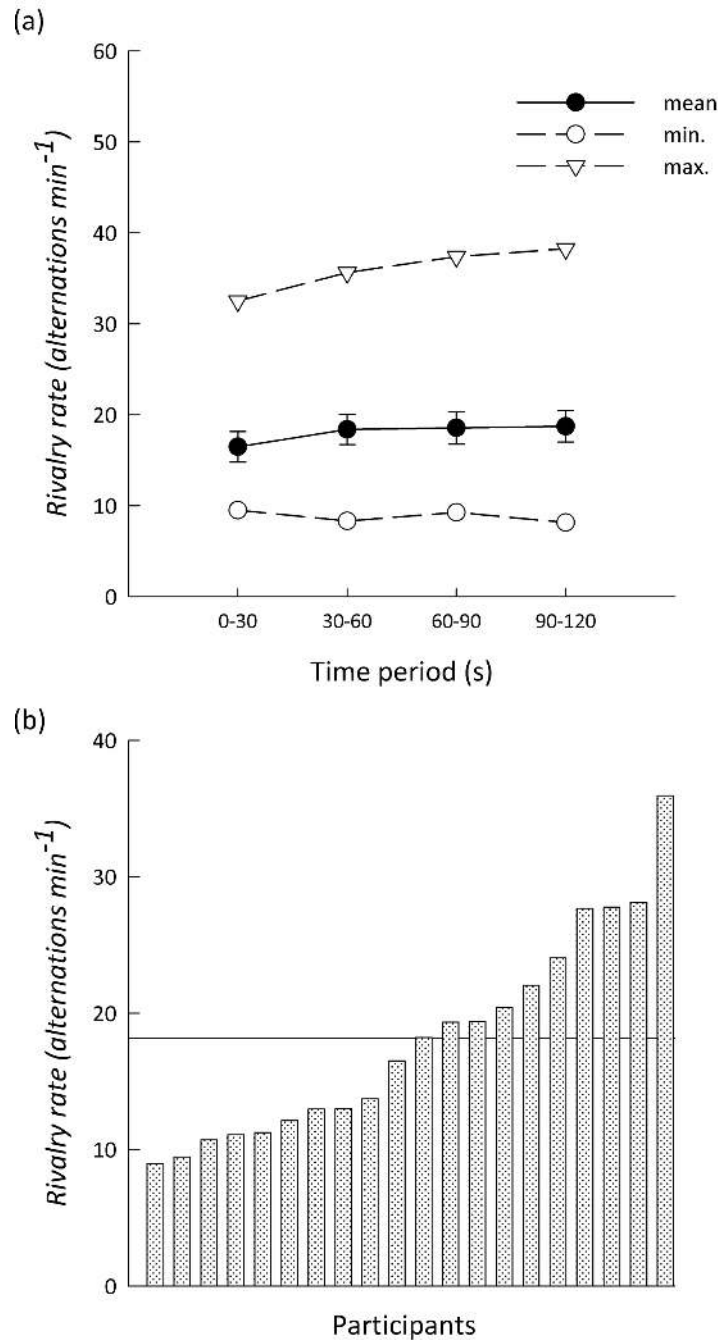 (a)
60
50
40
30
20
10
0
Rivalry rate (alternations min⁻¹)
mean
min.
max.
0-30 30-60 60-90 90-120
Time period (s)
(b)
40
30
20
10
0
Rivalry rate (alternations min⁻¹)
Participants